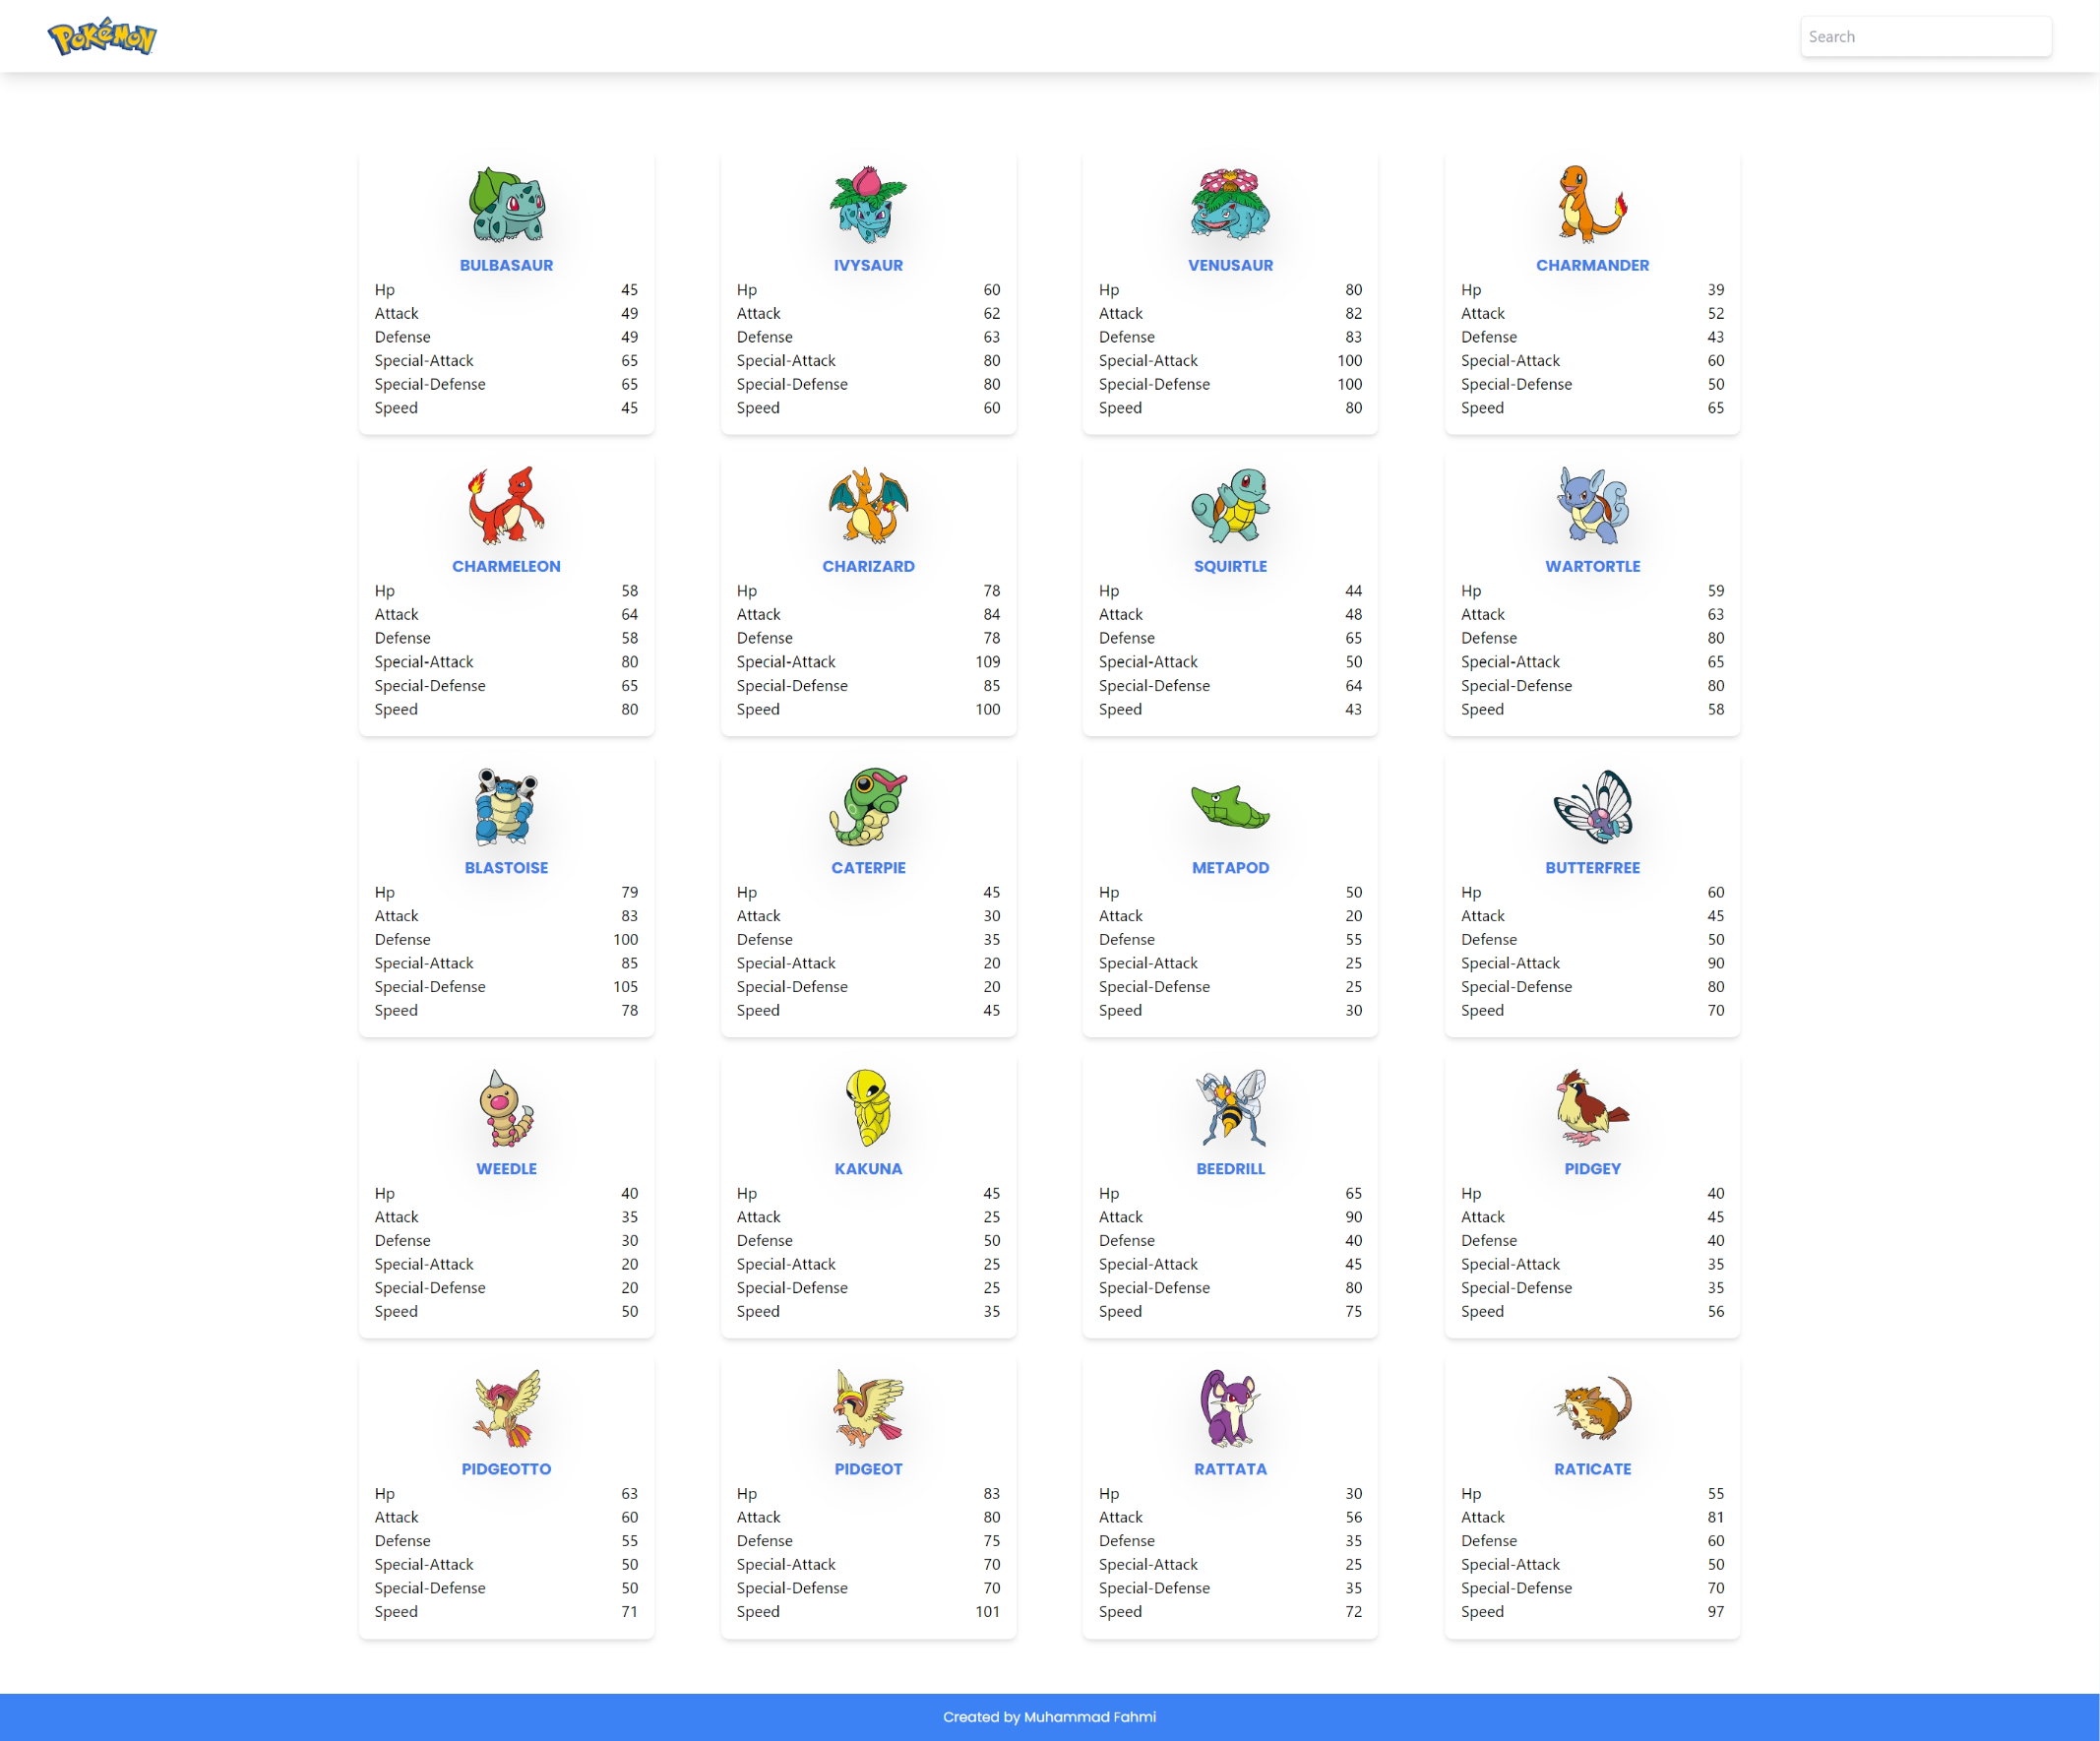 Pokémon
Search
BULBASAUR
Hp 45
Attack 49
Defense 49
Special-Attack 65
Special-Defense 65
Speed 45
IVYSAUR
Hp 60
Attack 62
Defense 63
Special-Attack 80
Special-Defense 80
Speed 60
VENUSAUR
Hp 80
Attack 82
Defense 83
Special-Attack 100
Special-Defense 100
Speed 80
CHARMANDER
Hp 39
Attack 52
Defense 43
Special-Attack 60
Special-Defense 50
Speed 65
CHARMELEON
Hp 58
Attack 64
Defense 58
Special-Attack 80
Special-Defense 65
Speed 80
CHARIZARD
Hp 78
Attack 84
Defense 78
Special-Attack 109
Special-Defense 85
Speed 100
SQUIRTLE
Hp 44
Attack 48
Defense 65
Special-Attack 50
Special-Defense 64
Speed 43
WARTORTLE
Hp 59
Attack 63
Defense 80
Special-Attack 65
Special-Defense 80
Speed 58
BLASTOISE
Hp 79
Attack 83
Defense 100
Special-Attack 85
Special-Defense 105
Speed 78
CATERPIE
Hp 45
Attack 30
Defense 35
Special-Attack 20
Special-Defense 20
Speed 45
METAPOD
Hp 50
Attack 20
Defense 55
Special-Attack 25
Special-Defense 25
Speed 30
BUTTERFREE
Hp 60
Attack 45
Defense 50
Special-Attack 90
Special-Defense 80
Speed 70
WEEDLE
Hp 40
Attack 35
Defense 30
Special-Attack 20
Special-Defense 20
Speed 50
KAKUNA
Hp 45
Attack 25
Defense 50
Special-Attack 25
Special-Defense 25
Speed 35
BEEDRILL
Hp 65
Attack 90
Defense 40
Special-Attack 45
Special-Defense 80
Speed 75
PIDGEY
Hp 40
Attack 45
Defense 40
Special-Attack 35
Special-Defense 35
Speed 56
PIDGEOTTO
Hp 63
Attack 60
Defense 55
Special-Attack 50
Special-Defense 50
Speed 71
PIDGEOT
Hp 83
Attack 80
Defense 75
Special-Attack 70
Special-Defense 70
Speed 101
RATTATA
Hp 30
Attack 56
Defense 35
Special-Attack 25
Special-Defense 35
Speed 72
RATICATE
Hp 55
Attack 81
Defense 60
Special-Attack 50
Special-Defense 70
Speed 97
Created by Muhammad Fahmi